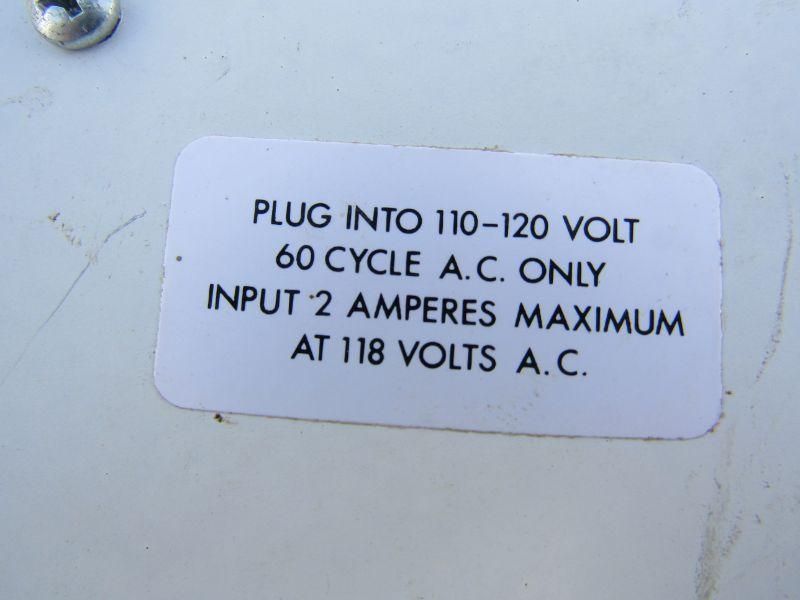 PLUG INTO 110-120 VOLT
60 CYCLE A.C. ONLY
INPUT 2 AMPERES MAXIMUM
AT 118 VOLTS A.C.